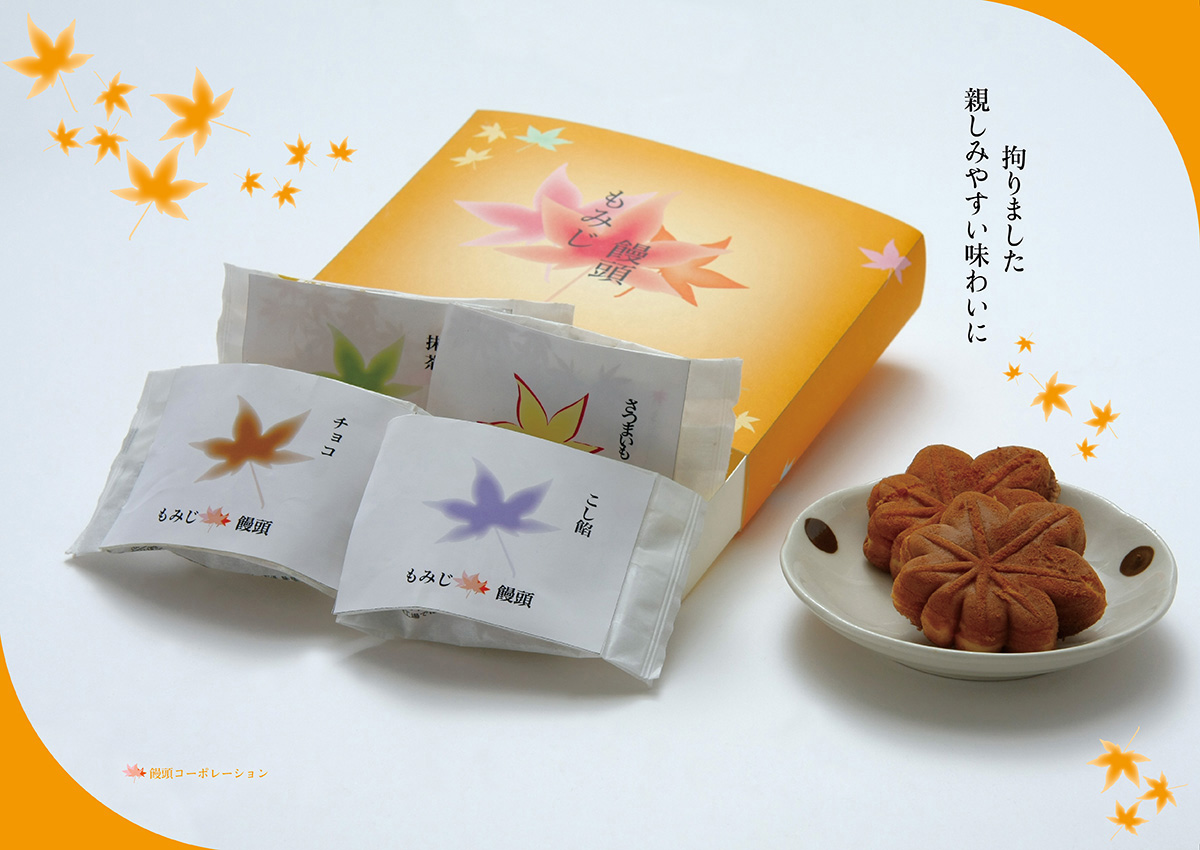 拘りました
親しみやすい味わいに
もみじ
饅頭
抹茶
さつまいも
チョコ
もみじ 饅頭
こし餡
もみじ 饅頭
饅頭コーポレーション